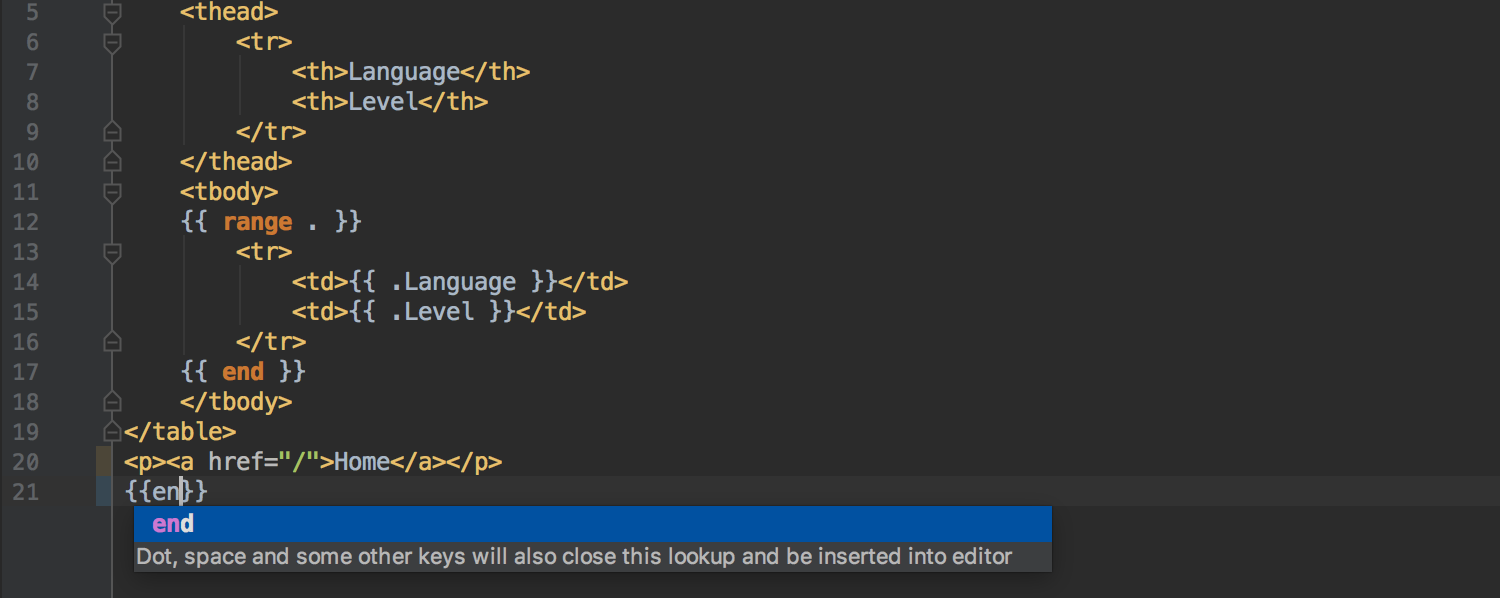 5 <thead>
6 <tr>
7 <th>Language</th>
8 <th>Level</th>
9 </tr>
10 </thead>
11 <tbody>
12 {{ range . }}
13 <tr>
14 <td>{{ .Language }}</td>
15 <td>{{ .Level }}</td>
16 </tr>
17 {{ end }}
18 </tbody>
19 </table>
20 <p><a href="/">Home</a></p>
21 {{en}}
end
Dot, space and some other keys will also close this lookup and be inserted into editor